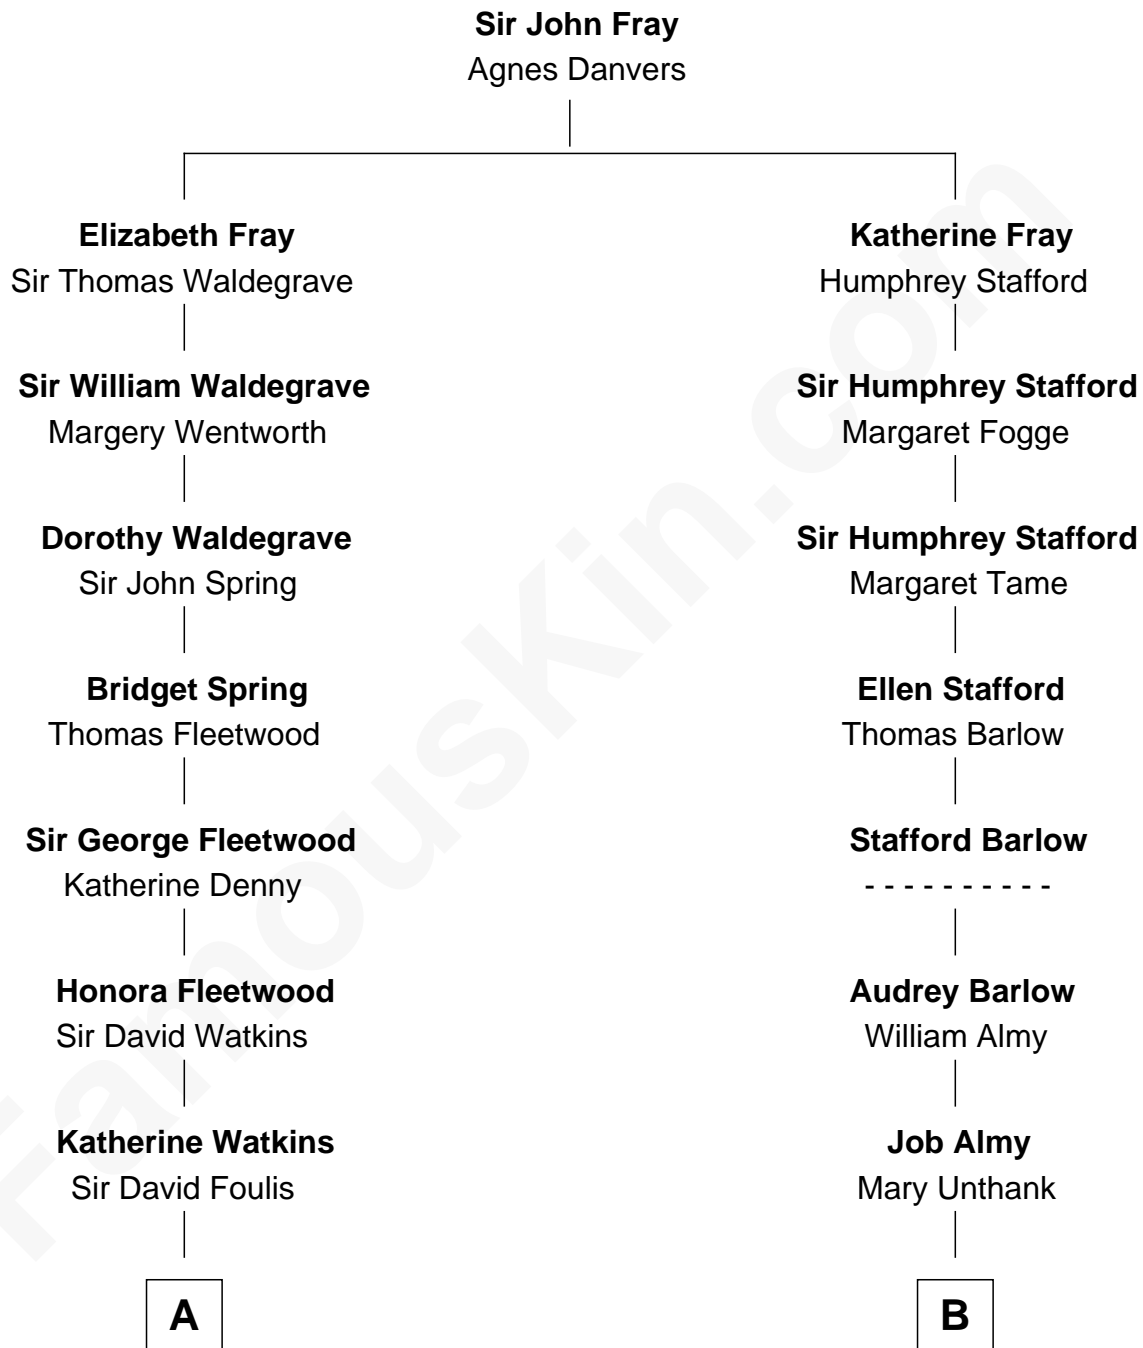 Sir John Fray
Agnes Danvers
Elizabeth Fray
Sir Thomas Waldegrave
Katherine Fray
Humphrey Stafford
Sir William Waldegrave
Margery Wentworth
Sir Humphrey Stafford
Margaret Fogge
Dorothy Waldegrave
Sir John Spring
Sir Humphrey Stafford
Margaret Tame
Bridget Spring
Thomas Fleetwood
Ellen Stafford
Thomas Barlow
Sir George Fleetwood
Katherine Denny
Stafford Barlow
- - - - - - - - - -
Honora Fleetwood
Sir David Watkins
Audrey Barlow
William Almy
Katherine Watkins
Sir David Foulis
Job Almy
Mary Unthank
A
B
FamousKin.com